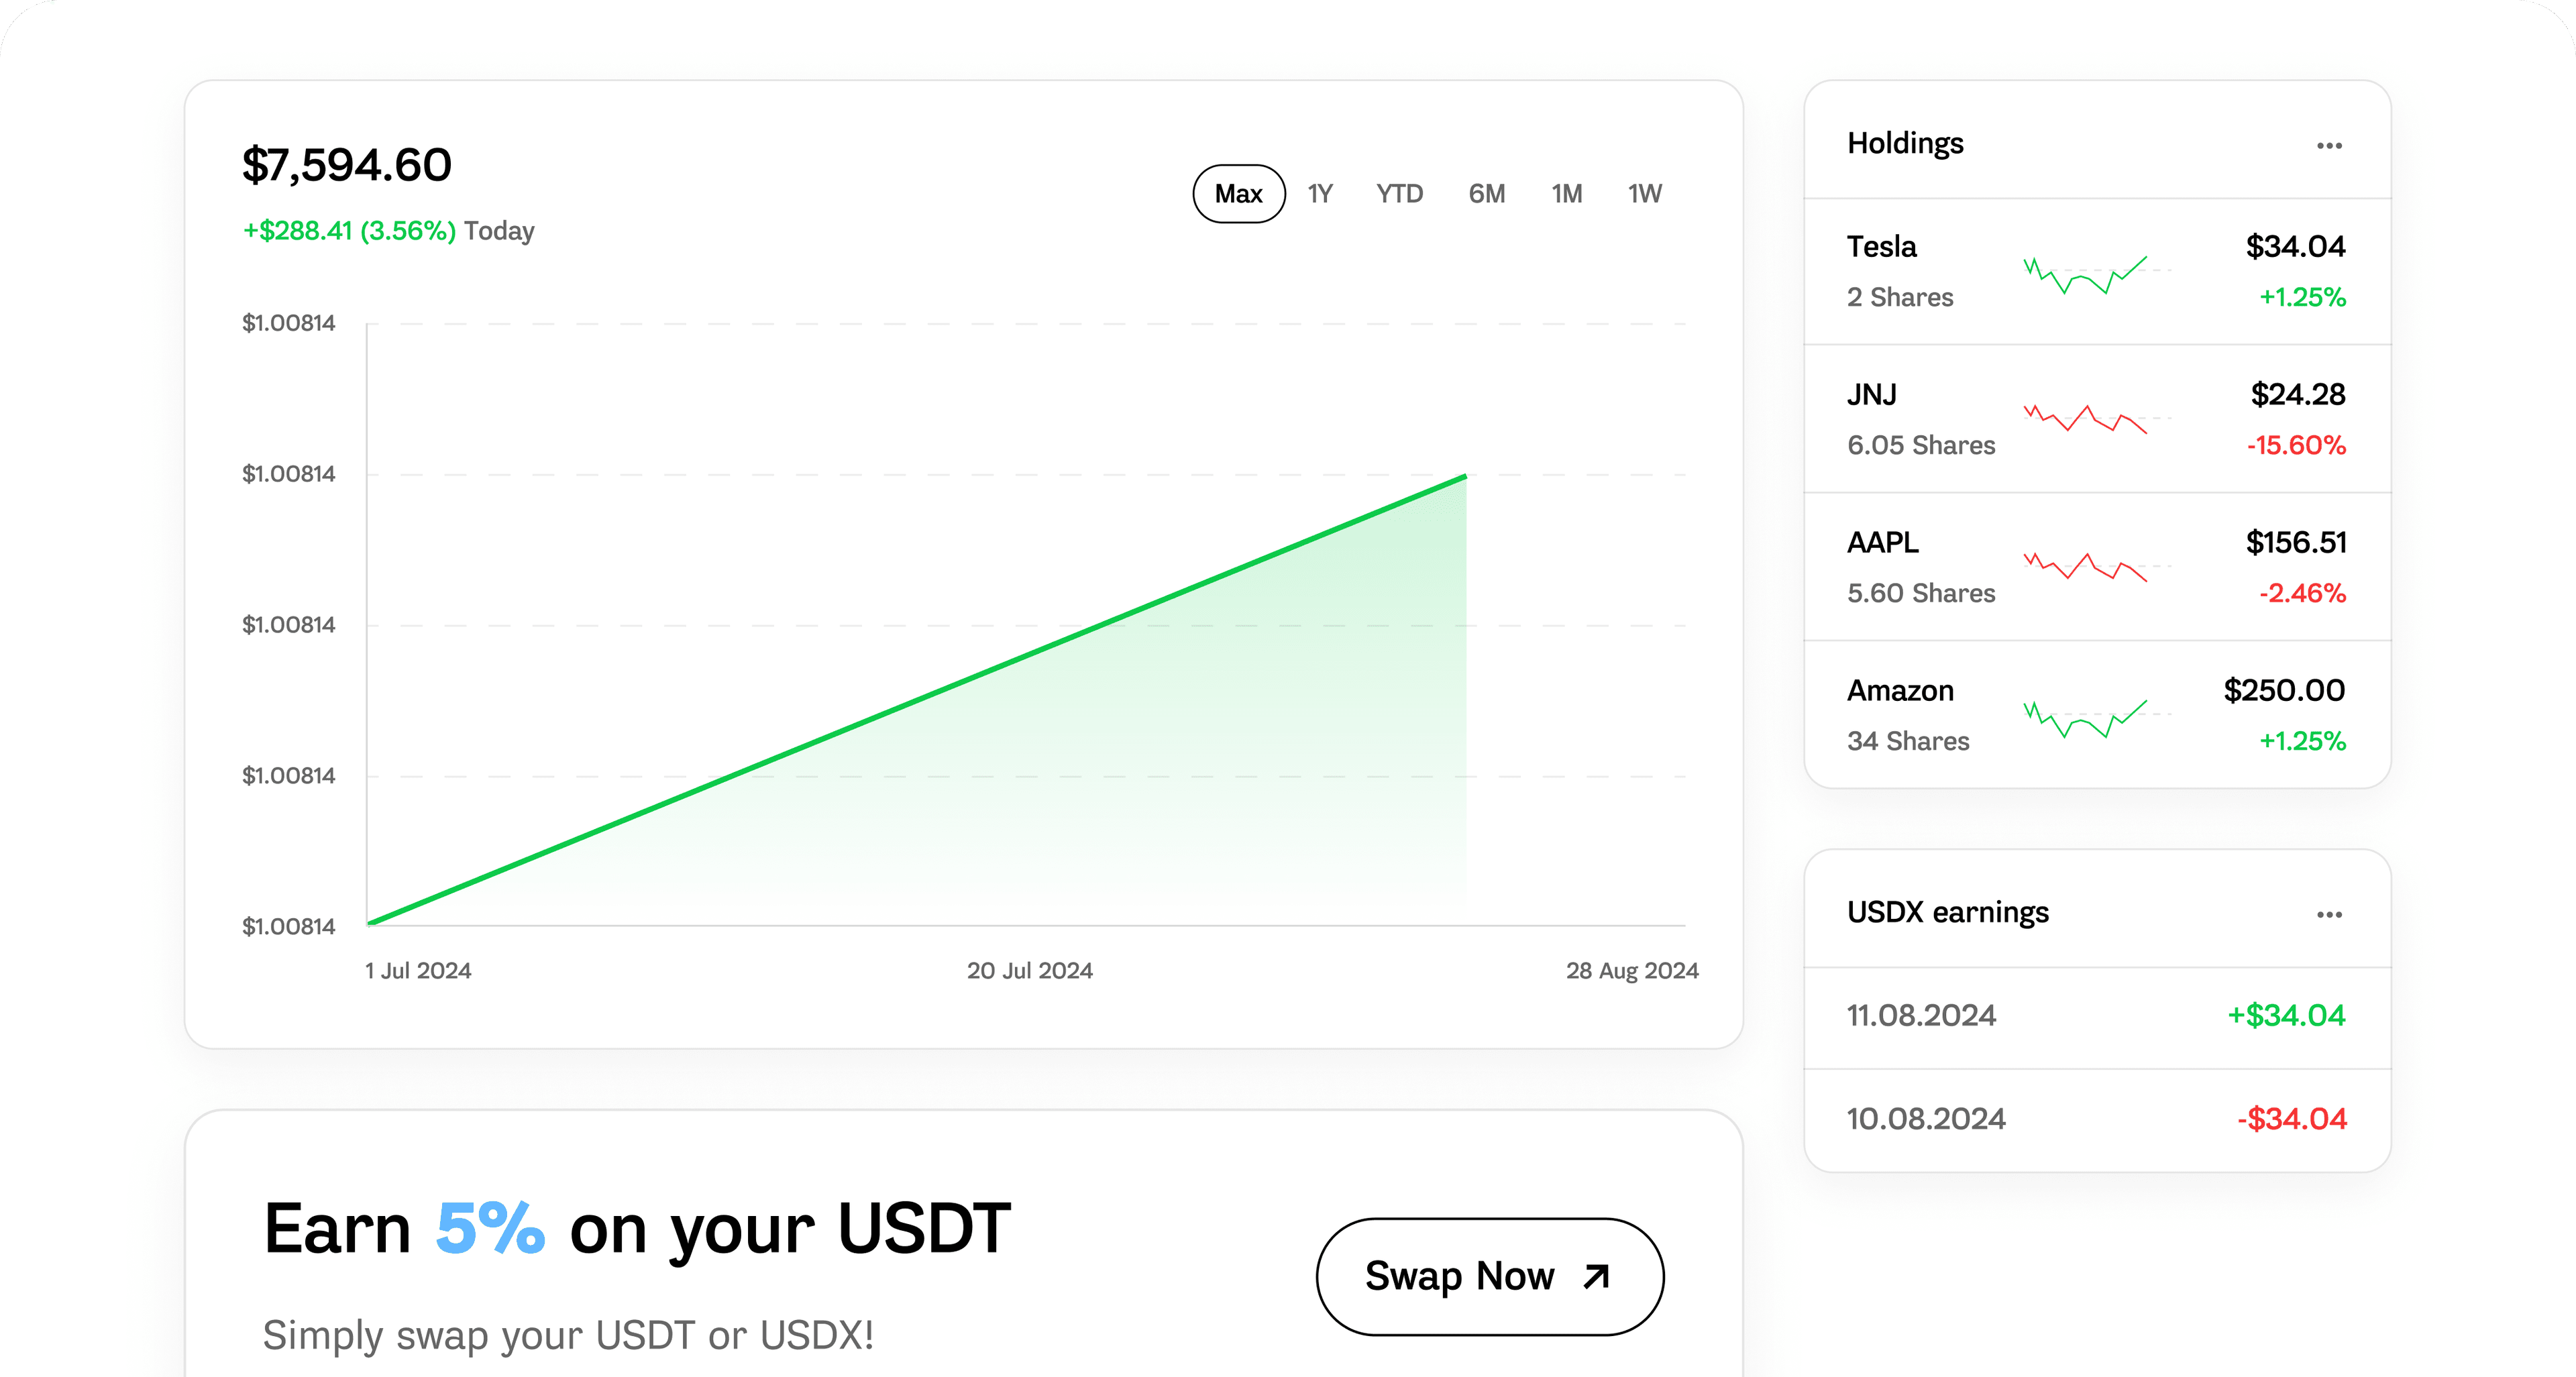 $7,594.60
+$288.41 (3.56%) Today
Max 1Y YTD 6M 1M 1W
$1.00814
$1.00814
$1.00814
$1.00814
$1.00814
1 Jul 2024 20 Jul 2024 28 Aug 2024
Earn 5% on your USDT
Simply swap your USDT or USDX!
Swap Now
Holdings
Tesla $34.04
2 Shares +1.25%
JNJ $24.28
6.05 Shares -15.60%
AAPL $156.51
5.60 Shares -2.46%
Amazon $250.00
34 Shares +1.25%
USDX earnings
11.08.2024 +$34.04
10.08.2024 -$34.04